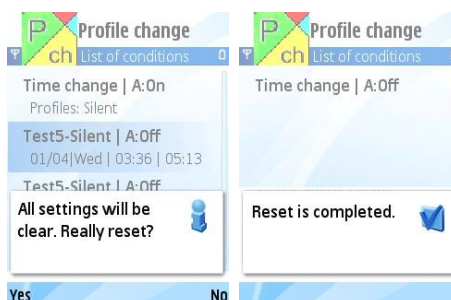 P
ch
Profile change
List of conditions
Time change | A:On
Profiles: Silent
Test5-Silent | A:Off
01/04|Wed | 03:36 | 05:13
Test5-Silent | A:Off
All settings will be
clear. Really reset?
Yes
No
P
ch
Profile change
List of conditions
Time change | A:Off
Reset is completed.